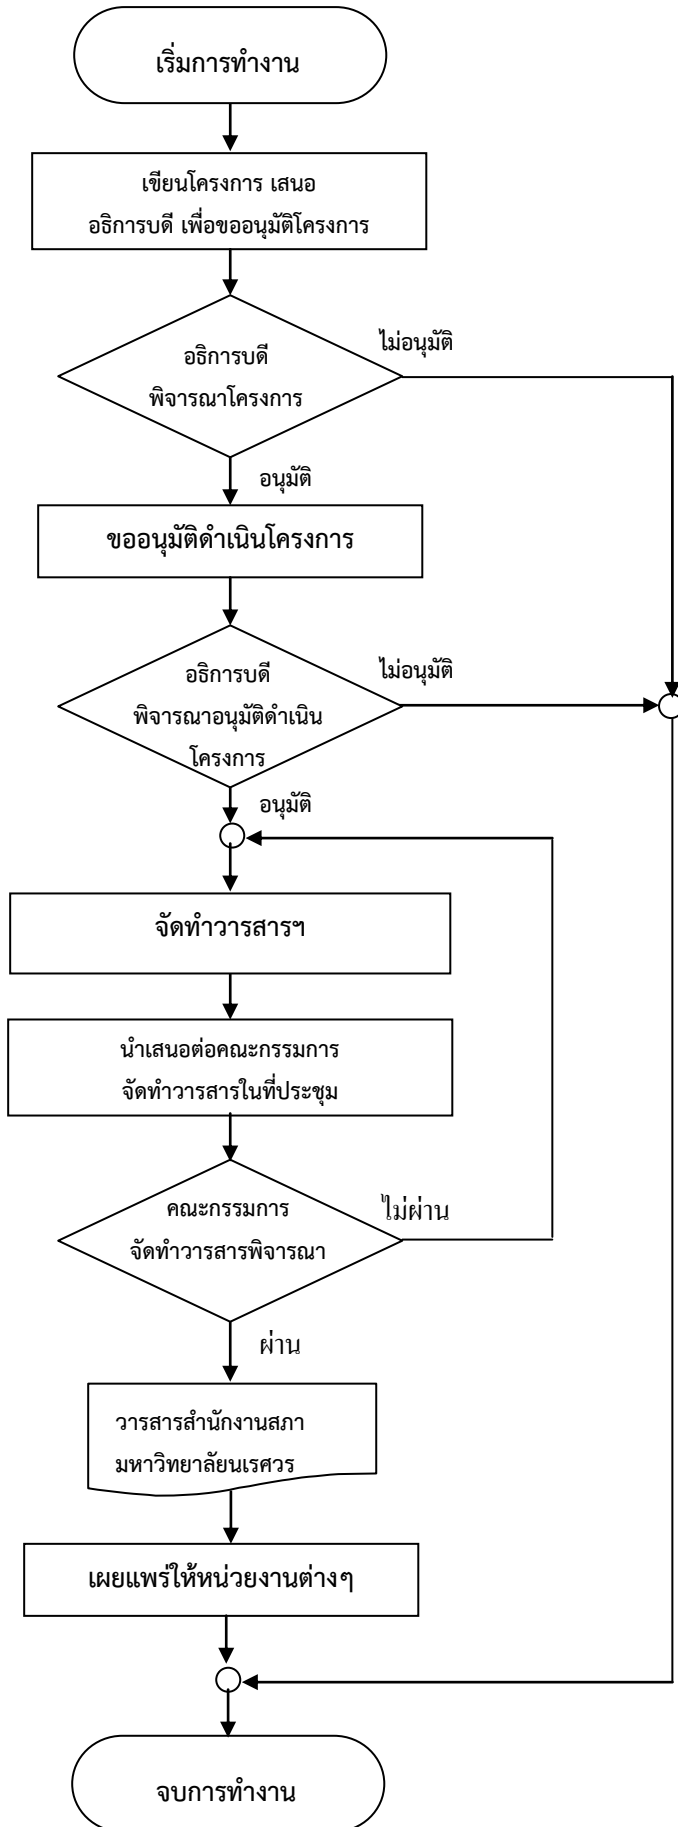 เริ่มการทำงาน
เขียนโครงการ เสนอ
อธิการบดี เพื่อขออนุมัติโครงการ
ไม่อนุมัติ
อธิการบดี
พิจารณาโครงการ
อนุมัติ
ขออนุมัติดำเนินโครงการ
ไม่อนุมัติ
อธิการบดี
พิจารณาอนุมัติดำเนิน
โครงการ
อนุมัติ
จัดทำวารสารฯ
นำเสนอต่อคณะกรรมการ
จัดทำวารสารในที่ประชุม
คณะกรรมการ
ไม่ผ่าน
จัดทำวารสารพิจารณา
ผ่าน
วารสารสำนักงานสภา
มหาวิทยาลัยนเรศวร
เผยแพร่ให้หน่วยงานต่างๆ
จบการทำงาน